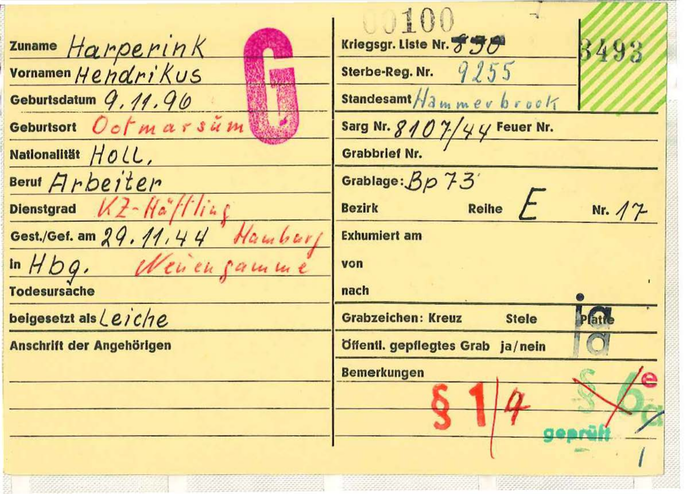 00100
Zuname Harperink
Vornamen Hendrikus
Geburtsdatum 9.11.96
Geburtsort Ootmarsum
Nationalität Holl.
Beruf Arbeiter
Dienstgrad KZ-Häftling
Gest./Gef. am 29.11.44 Hamburg
in Hbg. Neuengamme
Todesursache
beigesetzt als Leiche
Anschrift der Angehörigen
G
Kriegsgr. Liste Nr. 890
3493
Sterbe-Reg. Nr. 9255
Standesamt Hammerbrook
Sarg Nr. 8107/44 Feuer Nr.
Grabbrief Nr.
Grablage: Bp 73
Bezirk Reihe E Nr. 17
Exhumiert am
von
nach
Grabzeichen: Kreuz Stele Platte ja
Öffentl. gepflegtes Grab ja/nein ja
Bemerkungen
§ 1/4 § 6 e a
geprüft